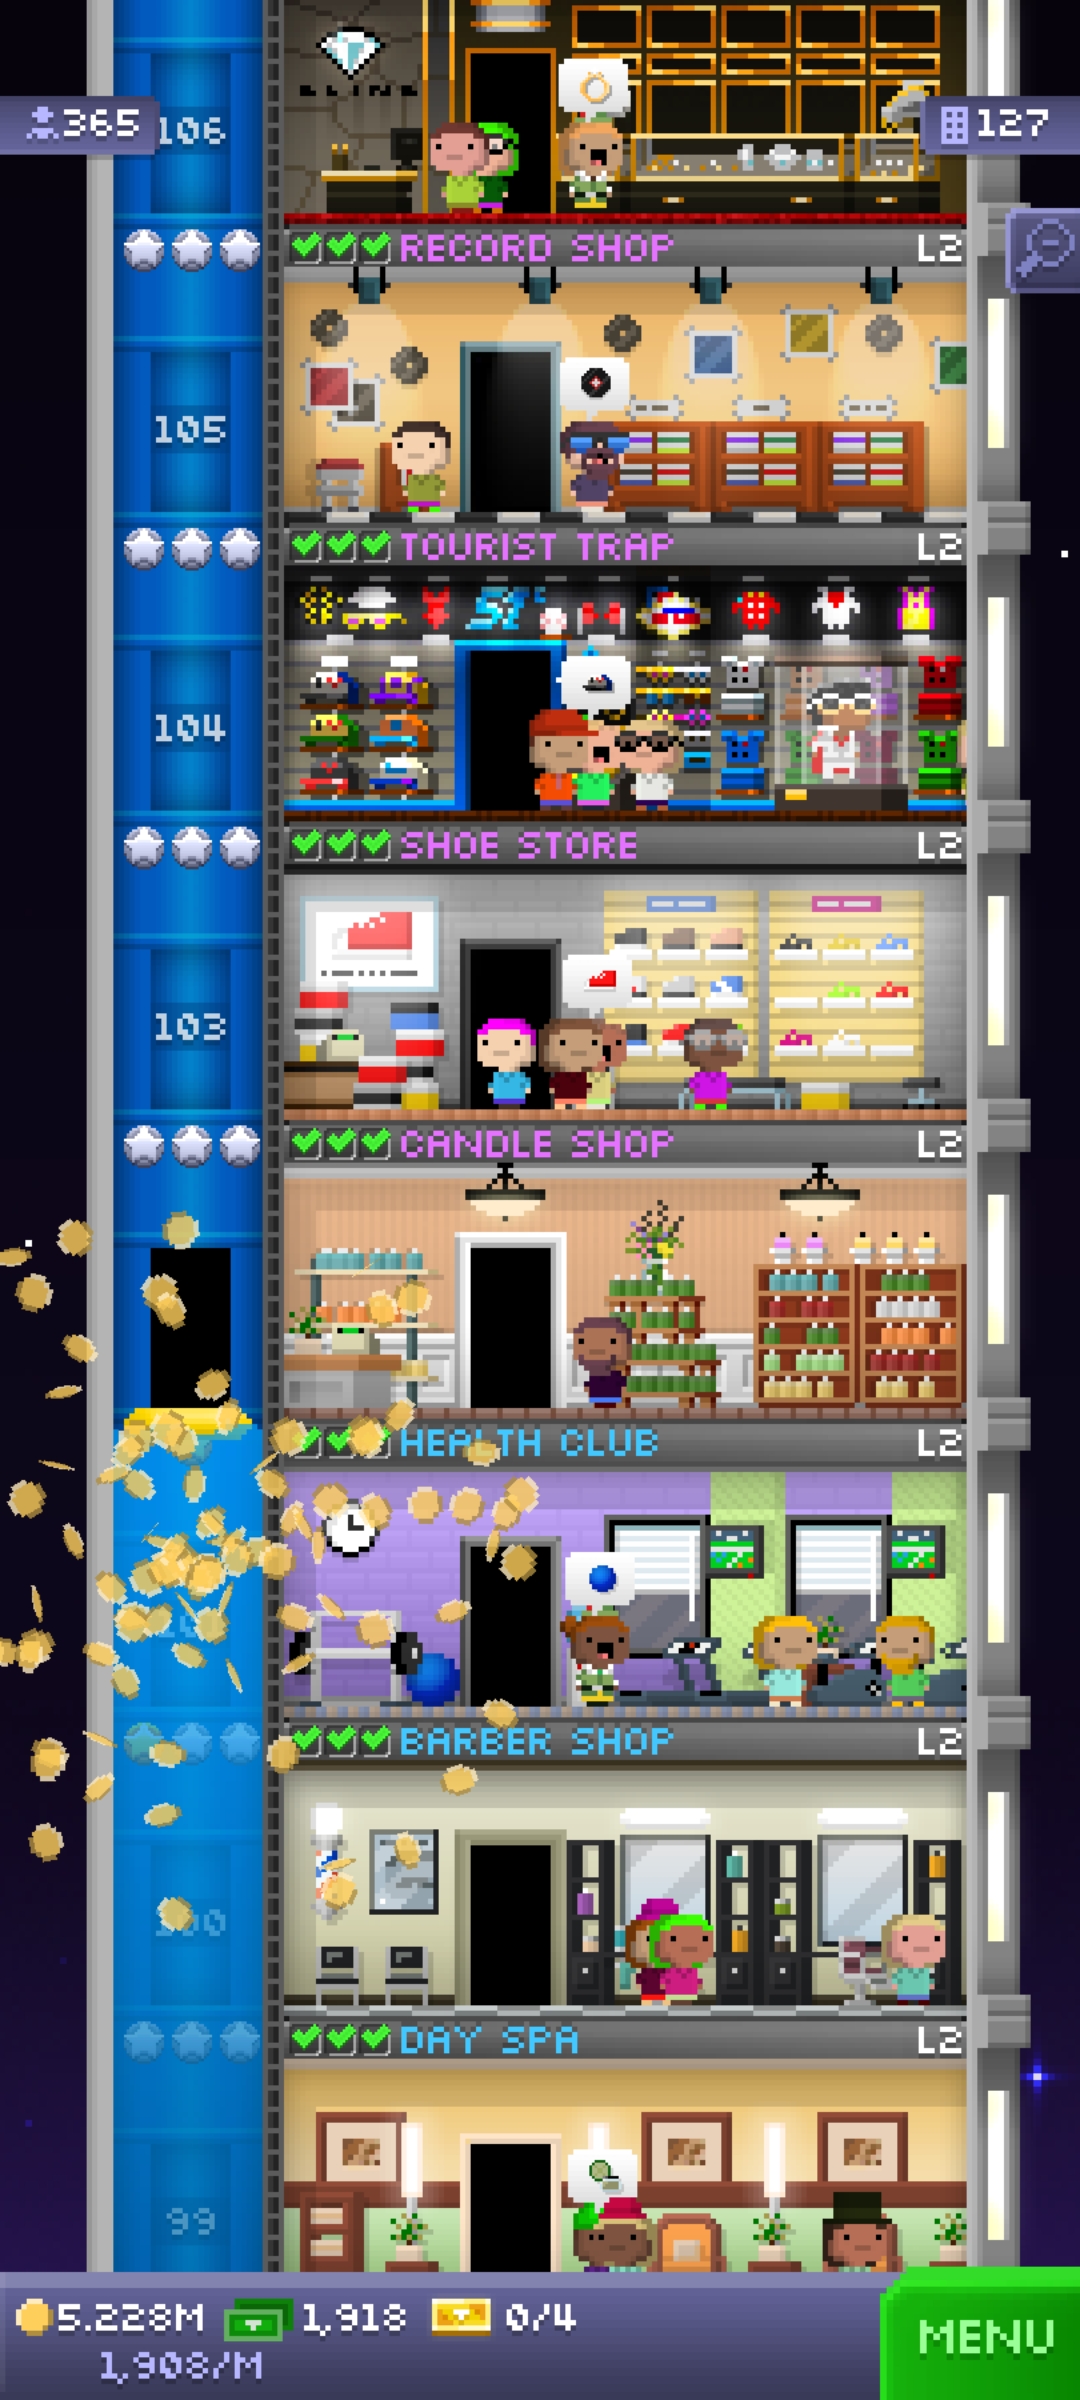 BLING
106
365
127
RECORD SHOP L2
105
TOURIST TRAP L2
104
SHOE STORE L2
103
CANDLE SHOP L2
HEALTH CLUB L2
BARBER SHOP L2
DAY SPA L2
99
5.228M 1,918 0/4
1,908/M
MENU